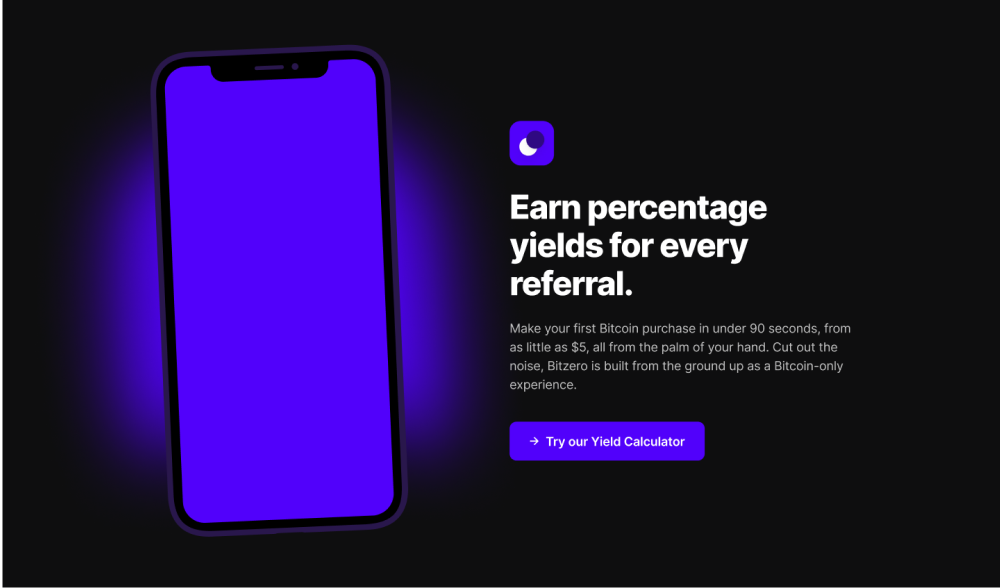 Earn percentage
yields for every
referral.
Make your first Bitcoin purchase in under 90 seconds, from
as little as $5, all from the palm of your hand. Cut out the
noise, Bitzero is built from the ground up as a Bitcoin-only
experience.
→ Try our Yield Calculator